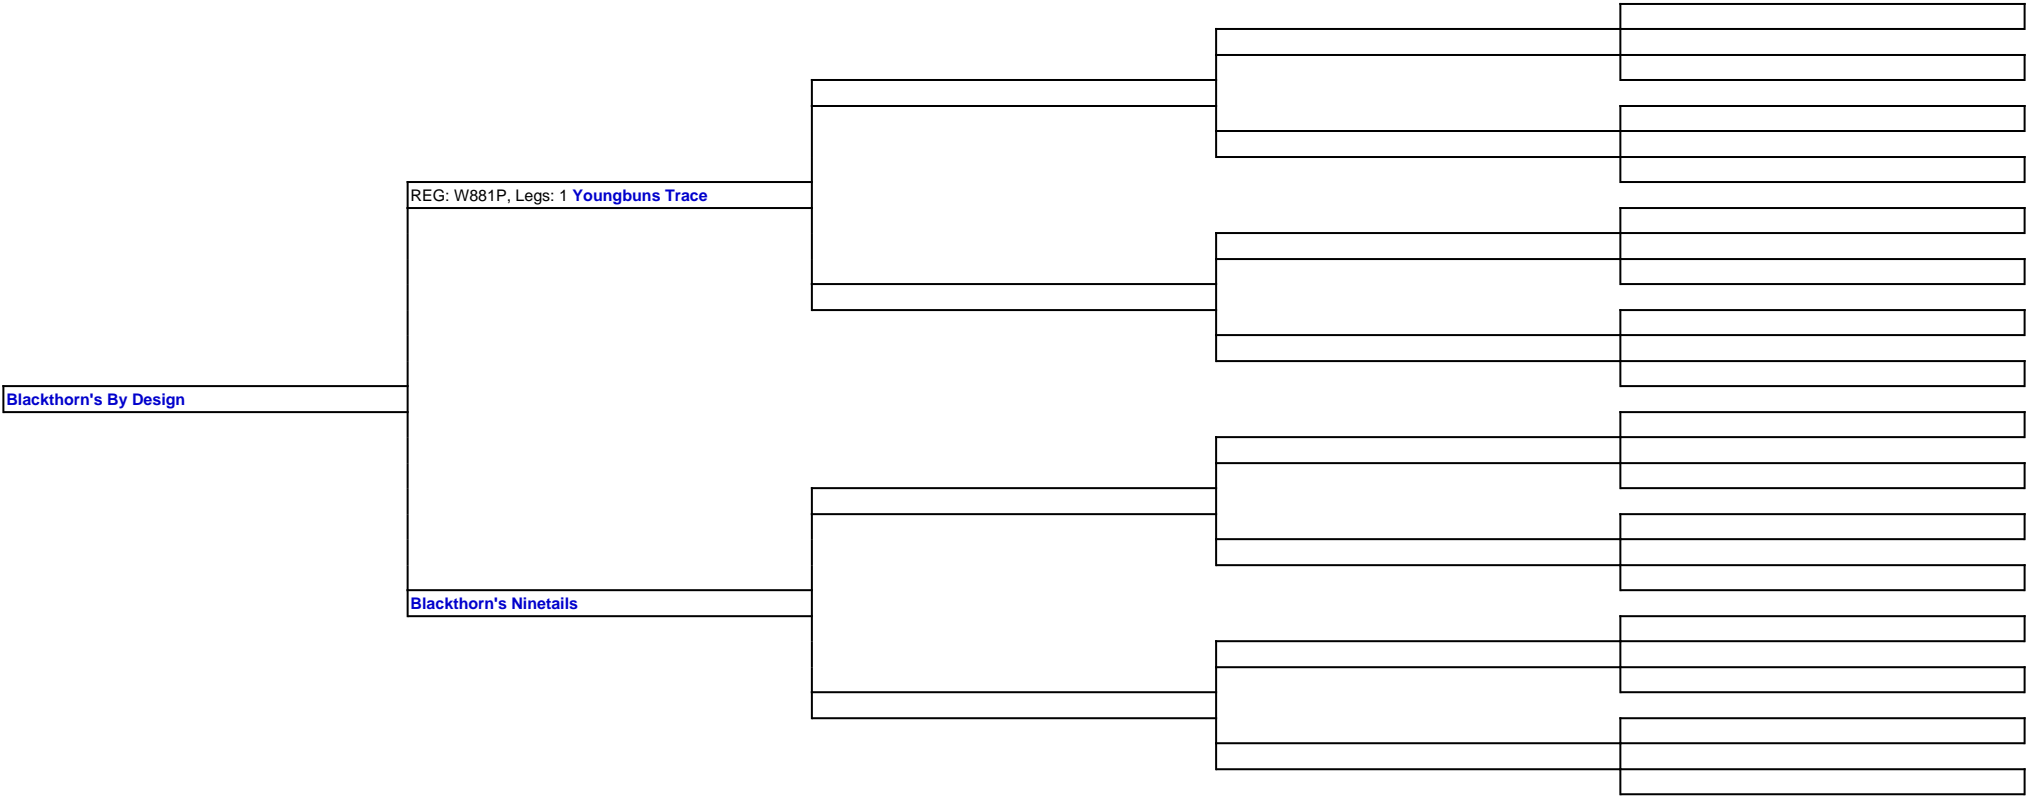 REG: W881P, Legs: 1 Youngbuns Trace
Blackthorn's By Design
Blackthorn's Ninetails